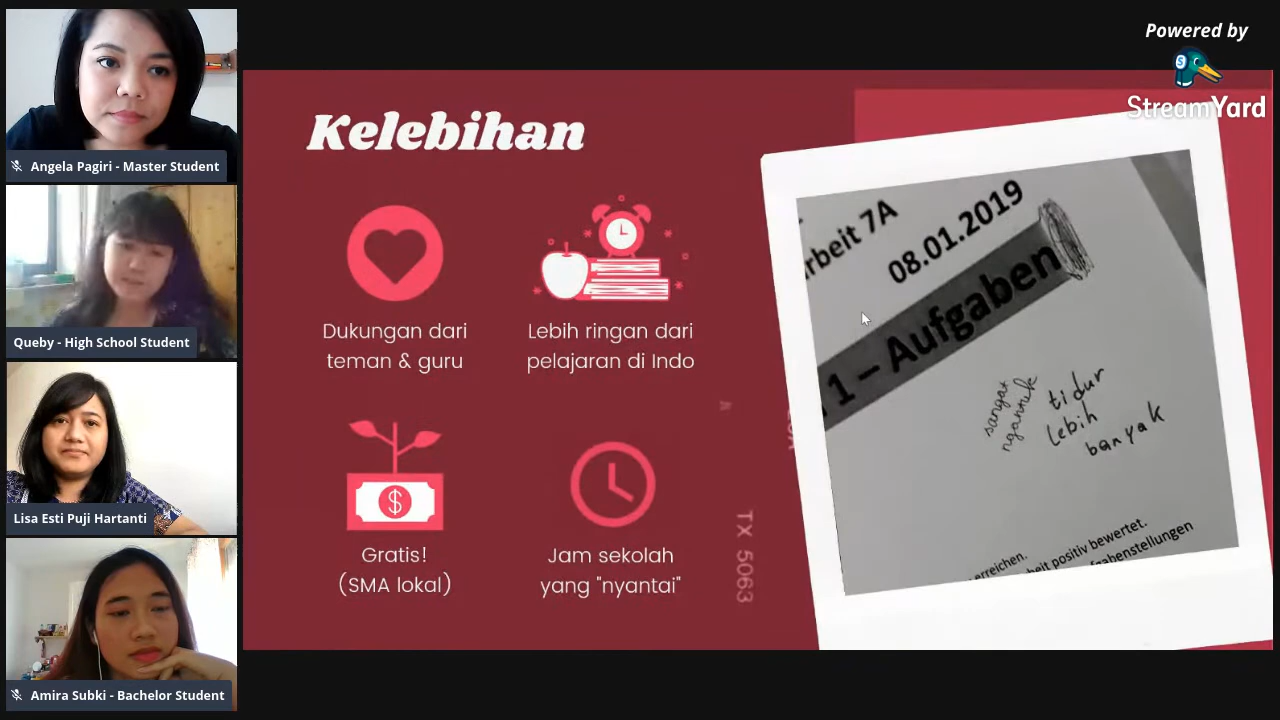 Powered by
StreamYard
Angela Pagiri - Master Student
Queby - High School Student
Lisa Esti Puji Hartanti
Amira Subki - Bachelor Student
Kelebihan
Dukungan dari
teman & guru
Lebih ringan dari
pelajaran di Indo
Gratis!
(SMA lokal)
Jam sekolah
yang "nyantai"
TX 5063
rbeit 7A
08.01.2019
1 – Aufgaben
sangat
ngantuk
tidur
lebih
banyak
erreichen.
beit positiv bewertet.
gabenstellungen